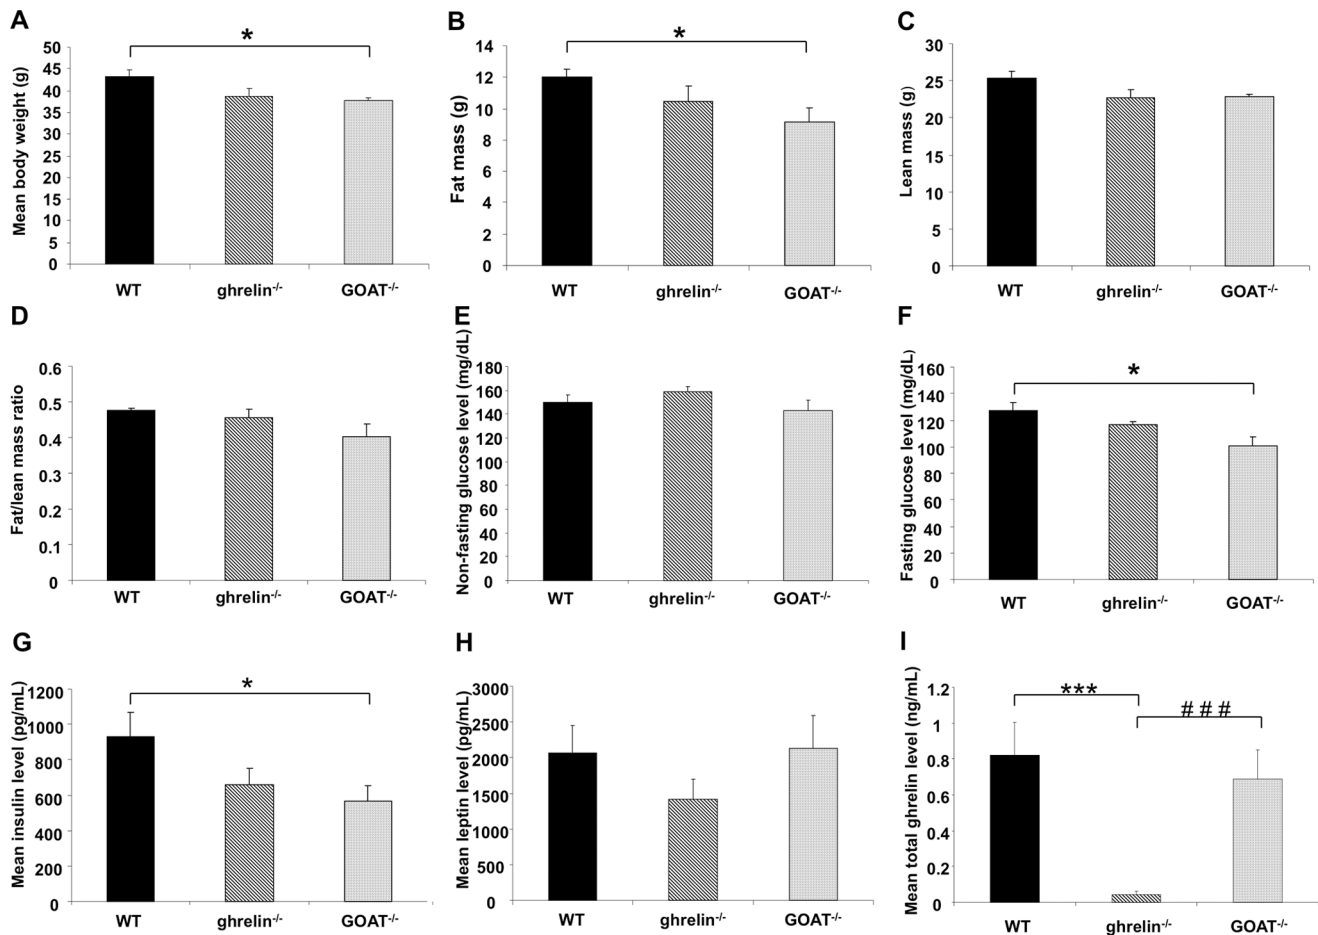 A
Mean body weight (g)
50
45
40
35
30
25
20
15
10
5
0
*
WT
ghrelin-/-
GOAT-/-
B
Fat mass (g)
14
12
10
8
6
4
2
0
*
WT
ghrelin-/-
GOAT-/-
C
Lean mass (g)
30
25
20
15
10
5
0
WT
ghrelin-/-
GOAT-/-
D
Fat/lean mass ratio
0.6
0.5
0.4
0.3
0.2
0.1
0
WT
ghrelin-/-
GOAT-/-
E
Non-fasting glucose level (mg/dL)
180
160
140
120
100
80
60
40
20
0
WT
ghrelin-/-
GOAT-/-
F
Fasting glucose level (mg/dL)
160
140
120
100
80
60
40
20
0
*
WT
ghrelin-/-
GOAT-/-
G
Mean insulin level (pg/mL)
1200
1000
800
600
400
200
0
*
WT
ghrelin-/-
GOAT-/-
H
Mean leptin level (pg/mL)
3000
2500
2000
1500
1000
500
0
WT
ghrelin-/-
GOAT-/-
I
Mean total ghrelin level (ng/mL)
1.2
1
0.8
0.6
0.4
0.2
0
***
# # #
WT
ghrelin-/-
GOAT-/-